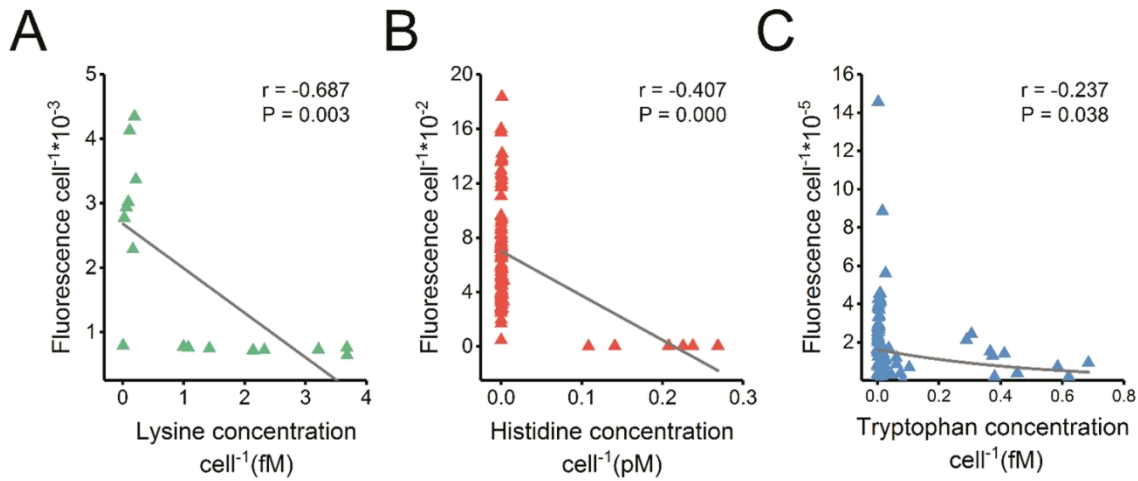 A
Fluorescence cell⁻¹*10⁻³
5
4
3
2
1
r = -0.687
P = 0.003
0 1 2 3 4
Lysine concentration
cell⁻¹(fM)
B
Fluorescence cell⁻¹*10⁻²
20
16
12
8
4
0
r = -0.407
P = 0.000
0.0 0.1 0.2 0.3
Histidine concentration
cell⁻¹(pM)
C
Fluorescence cell⁻¹*10⁻⁵
16
14
12
10
8
6
4
2
r = -0.237
P = 0.038
0.0 0.2 0.4 0.6 0.8
Tryptophan concentration
cell⁻¹(fM)